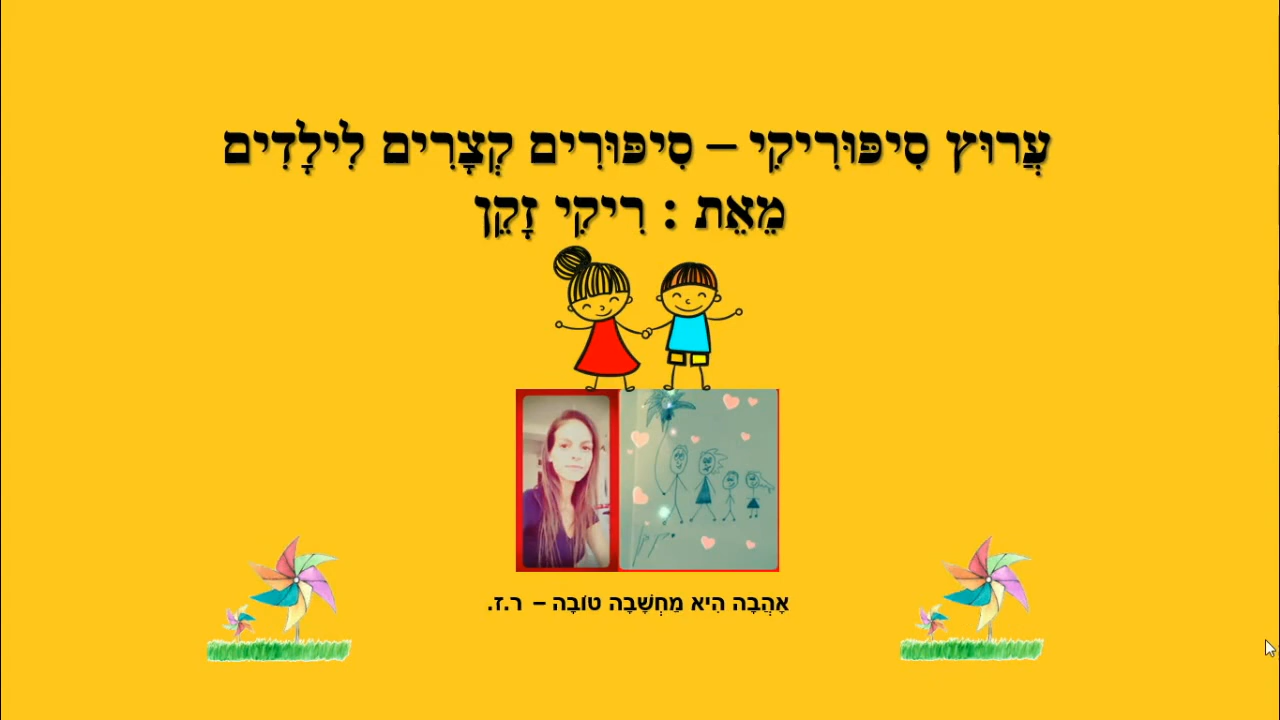 עֲרוּץ סִיפּוּרִיקִי – סִיפּוּרִים קְצָרִים לִילָדִים
מֵאֵת : רִיקִי זָקֵן
אַהֲבָה הִיא מַחְשָׁבָה טוֹבָה – ר.ז.